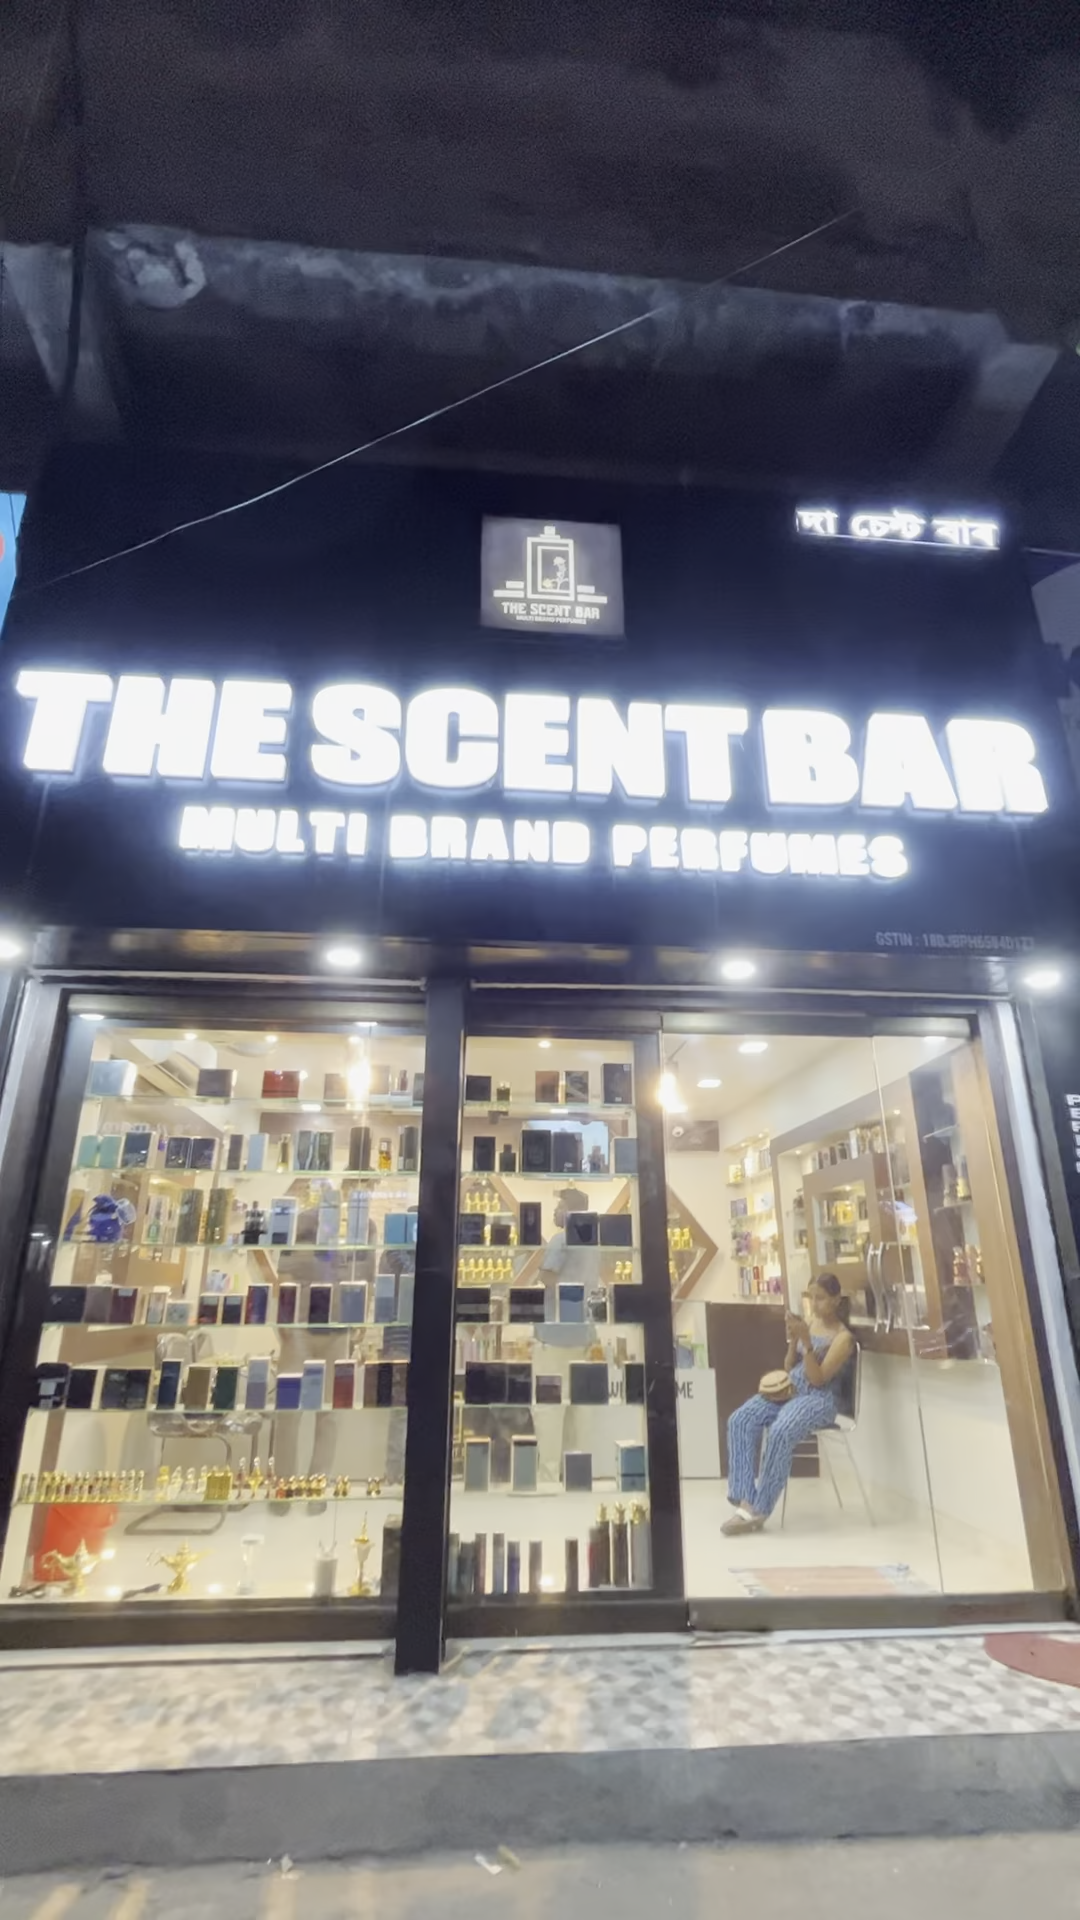 দা চেন্ট বাৰ
THE SCENT BAR
MULTI BRAND PERFUMES
THE SCENT BAR
MULTI BRAND PERFUMES